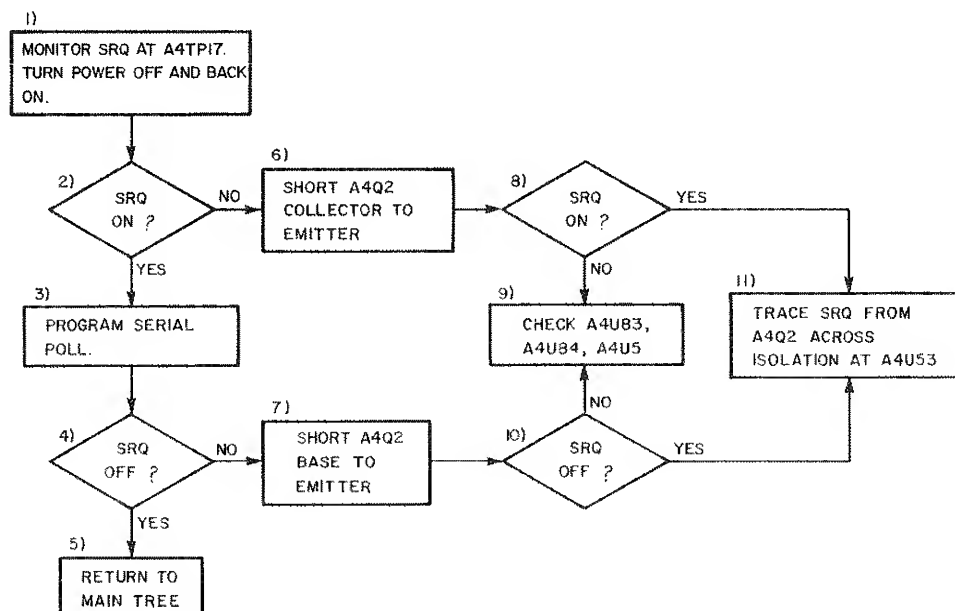 1)
MONITOR SRQ AT A4TP17.
TURN POWER OFF AND BACK
ON.
2)
SRQ
ON ?
NO
YES
3)
PROGRAM SERIAL
POLL.
4)
SRQ
OFF ?
NO
YES
5)
RETURN TO
MAIN TREE
6)
SHORT A4Q2
COLLECTOR TO
EMITTER
7)
SHORT A4Q2
BASE TO
EMITTER
8)
SRQ
ON ?
YES
NO
9)
CHECK A4U83,
A4U84, A4U5
NO
10)
SRQ
OFF ?
YES
11)
TRACE SRQ FROM
A4Q2 ACROSS
ISOLATION AT A4U53